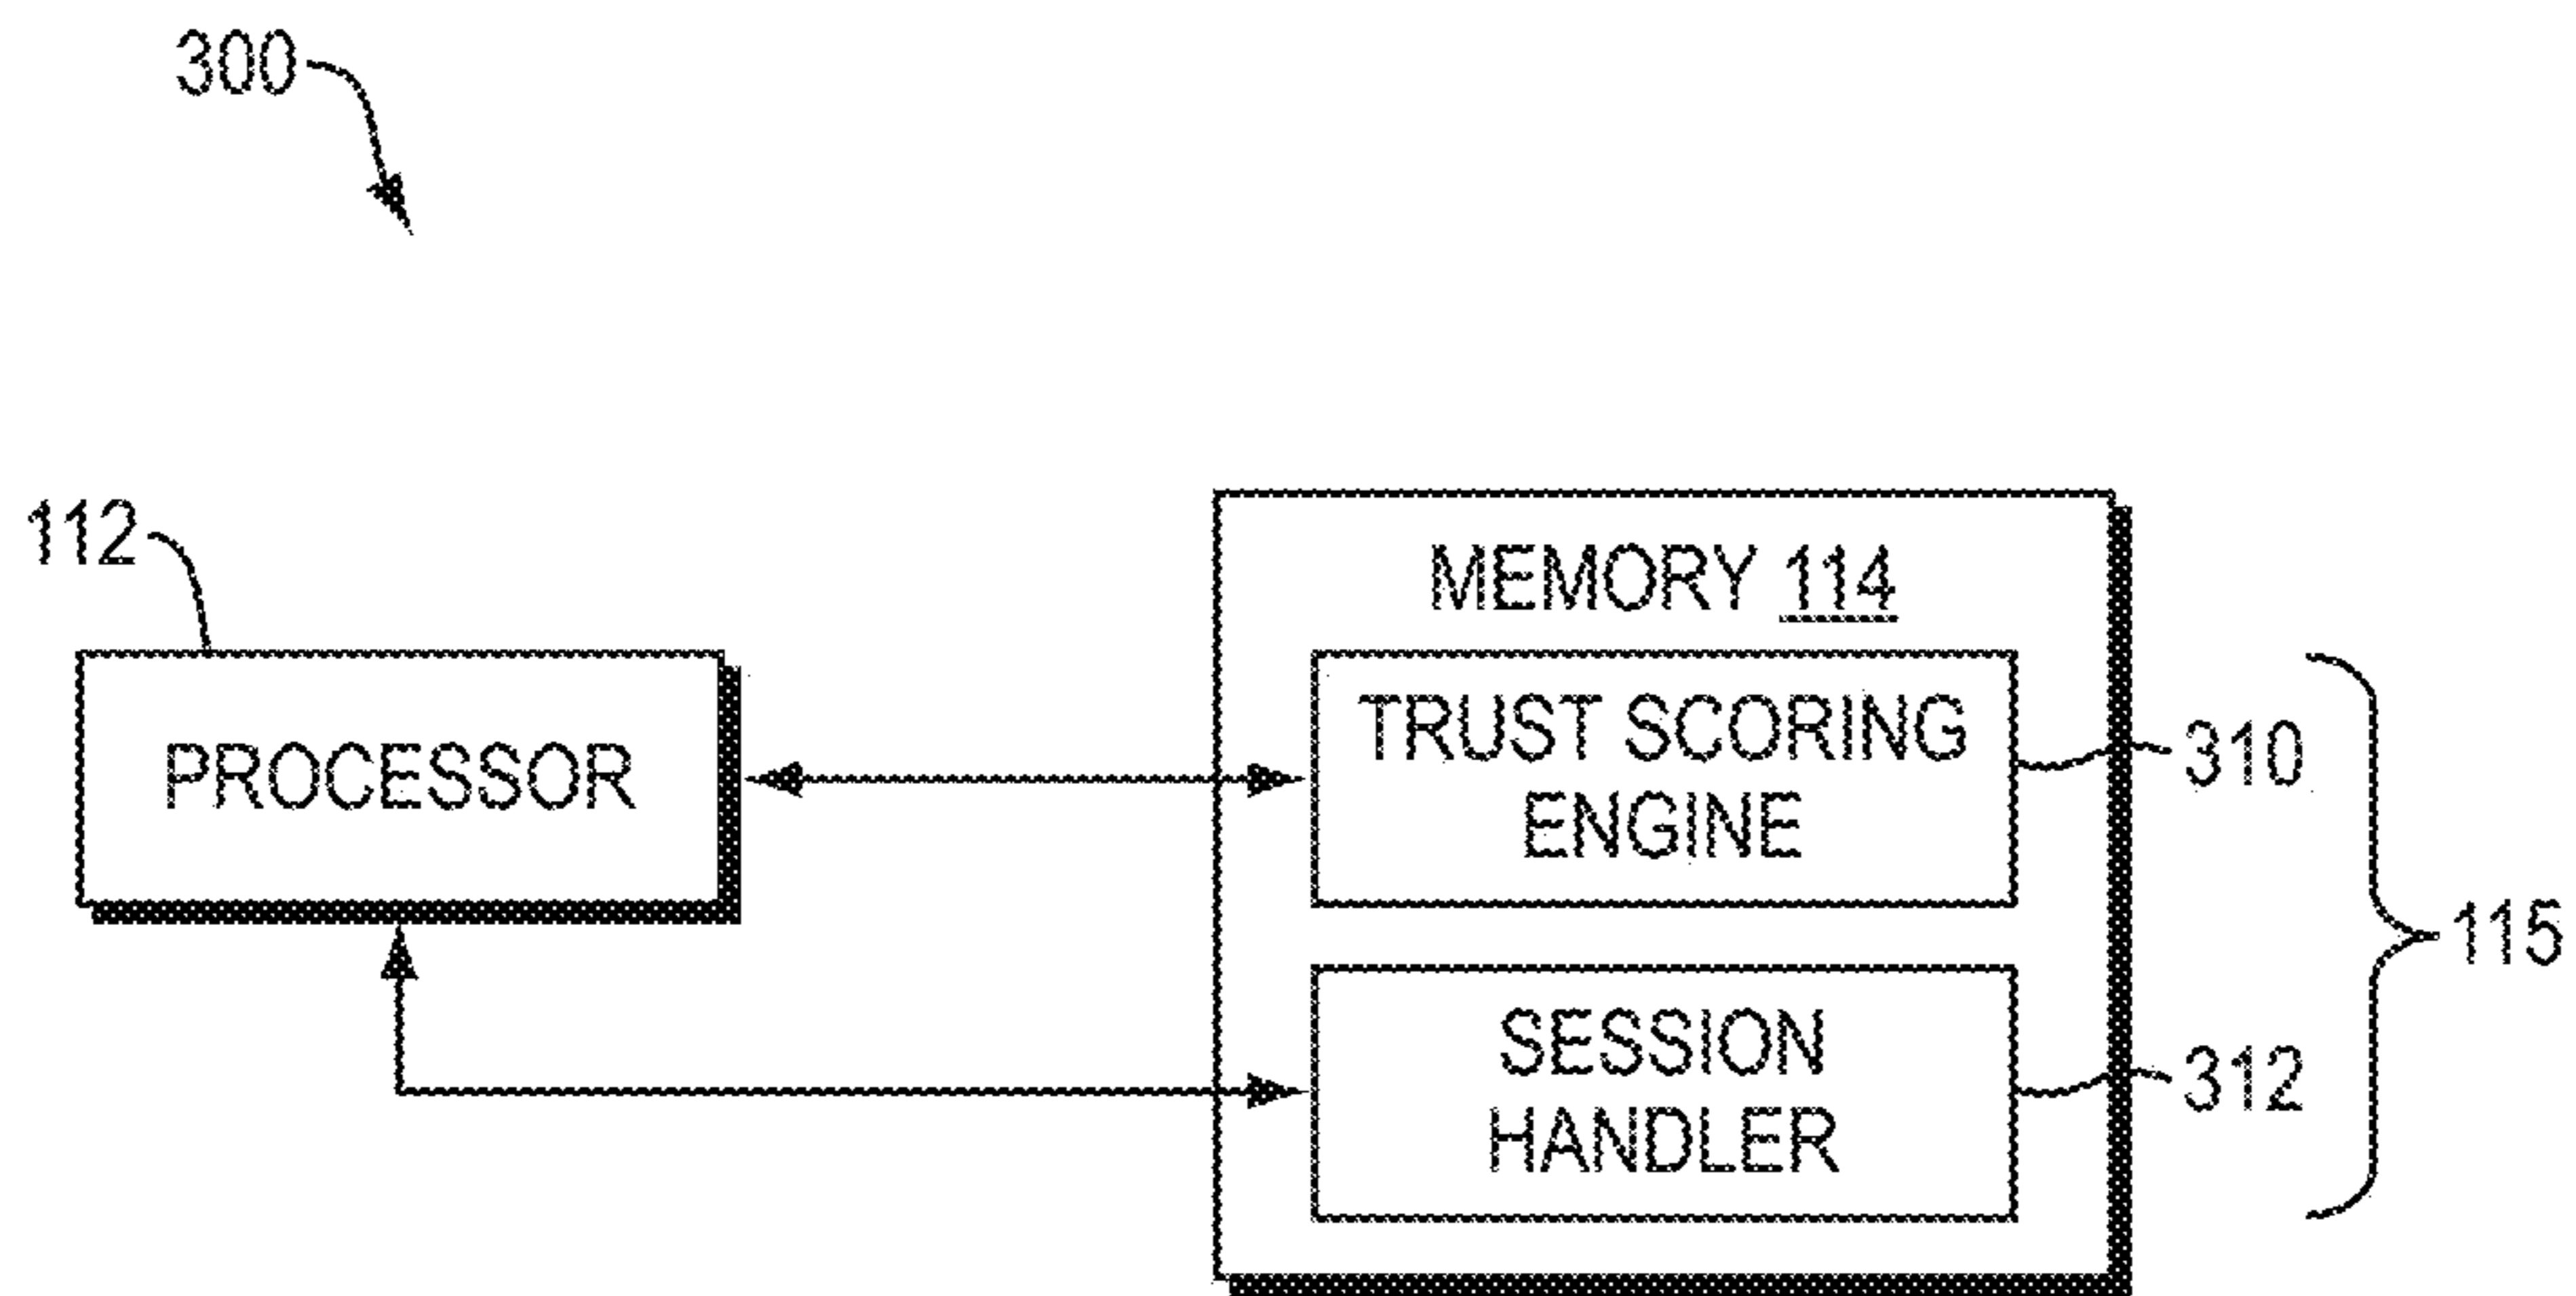 300
112
MEMORY 114
PROCESSOR
TRUST SCORING
ENGINE
310
115
SESSION
HANDLER
312